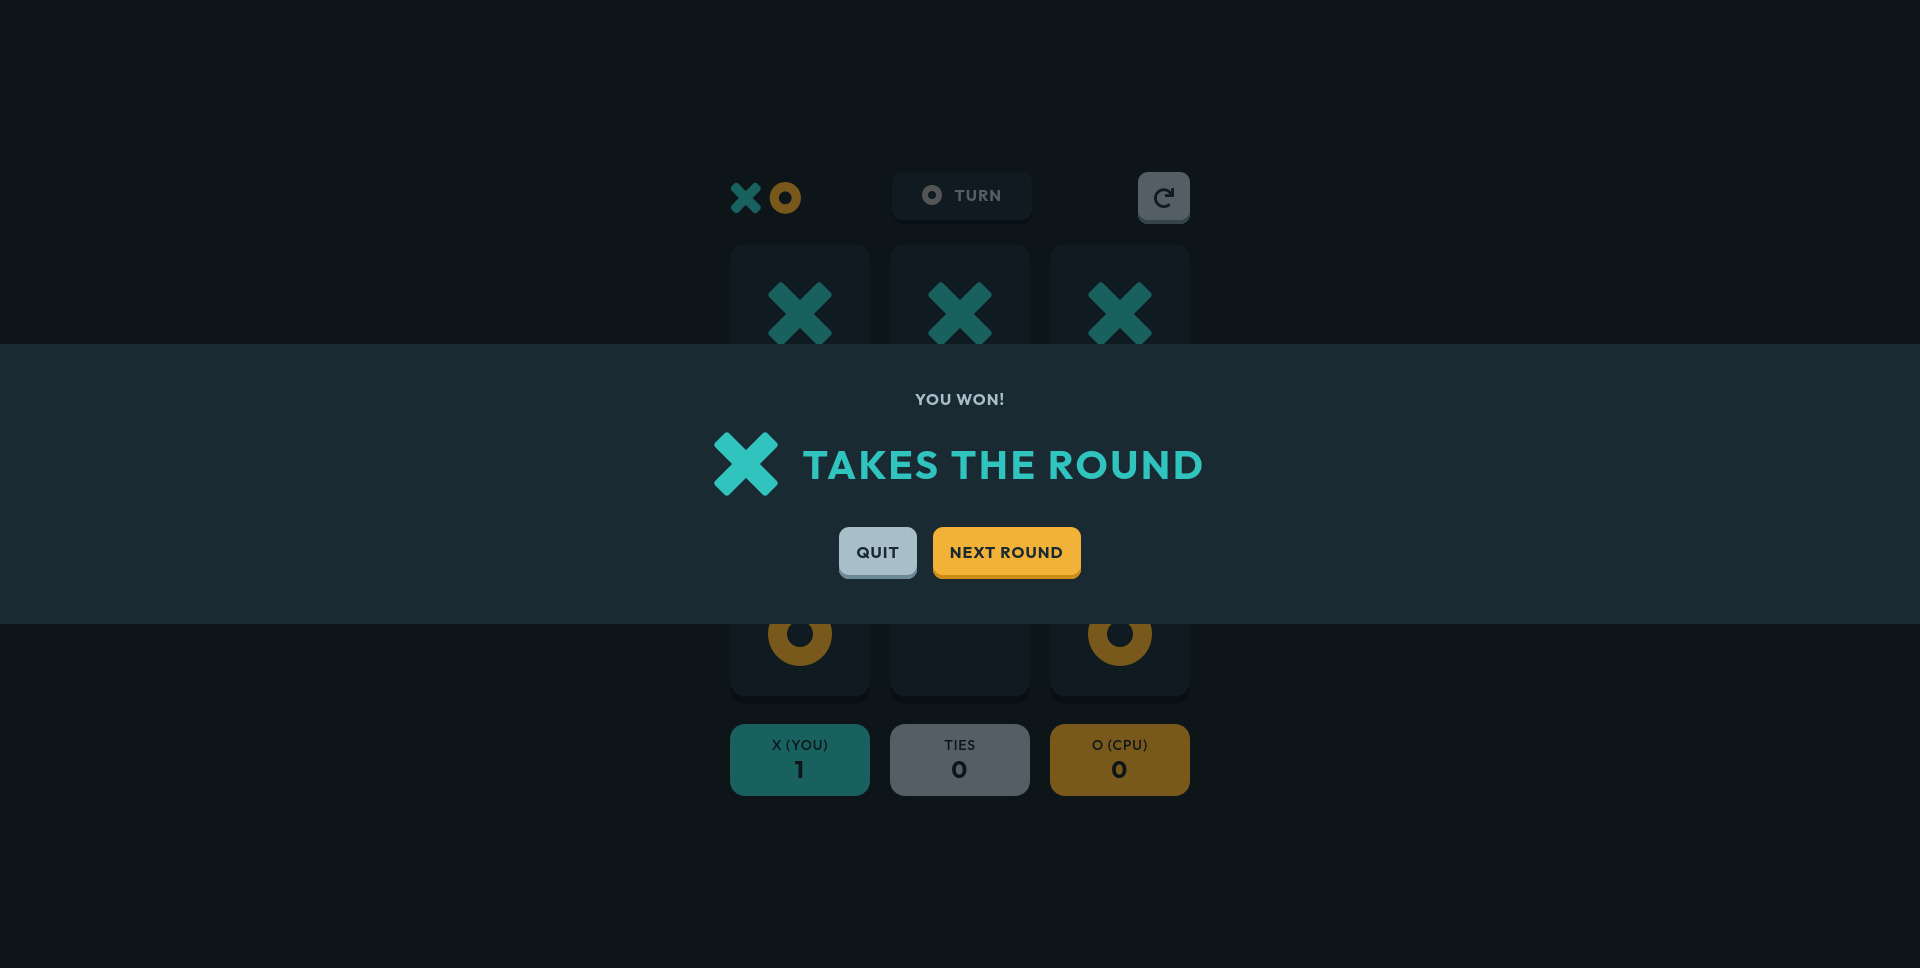 TURN
YOU WON!
TAKES THE ROUND
QUIT
NEXT ROUND
X (YOU)
1
TIES
0
O (CPU)
0